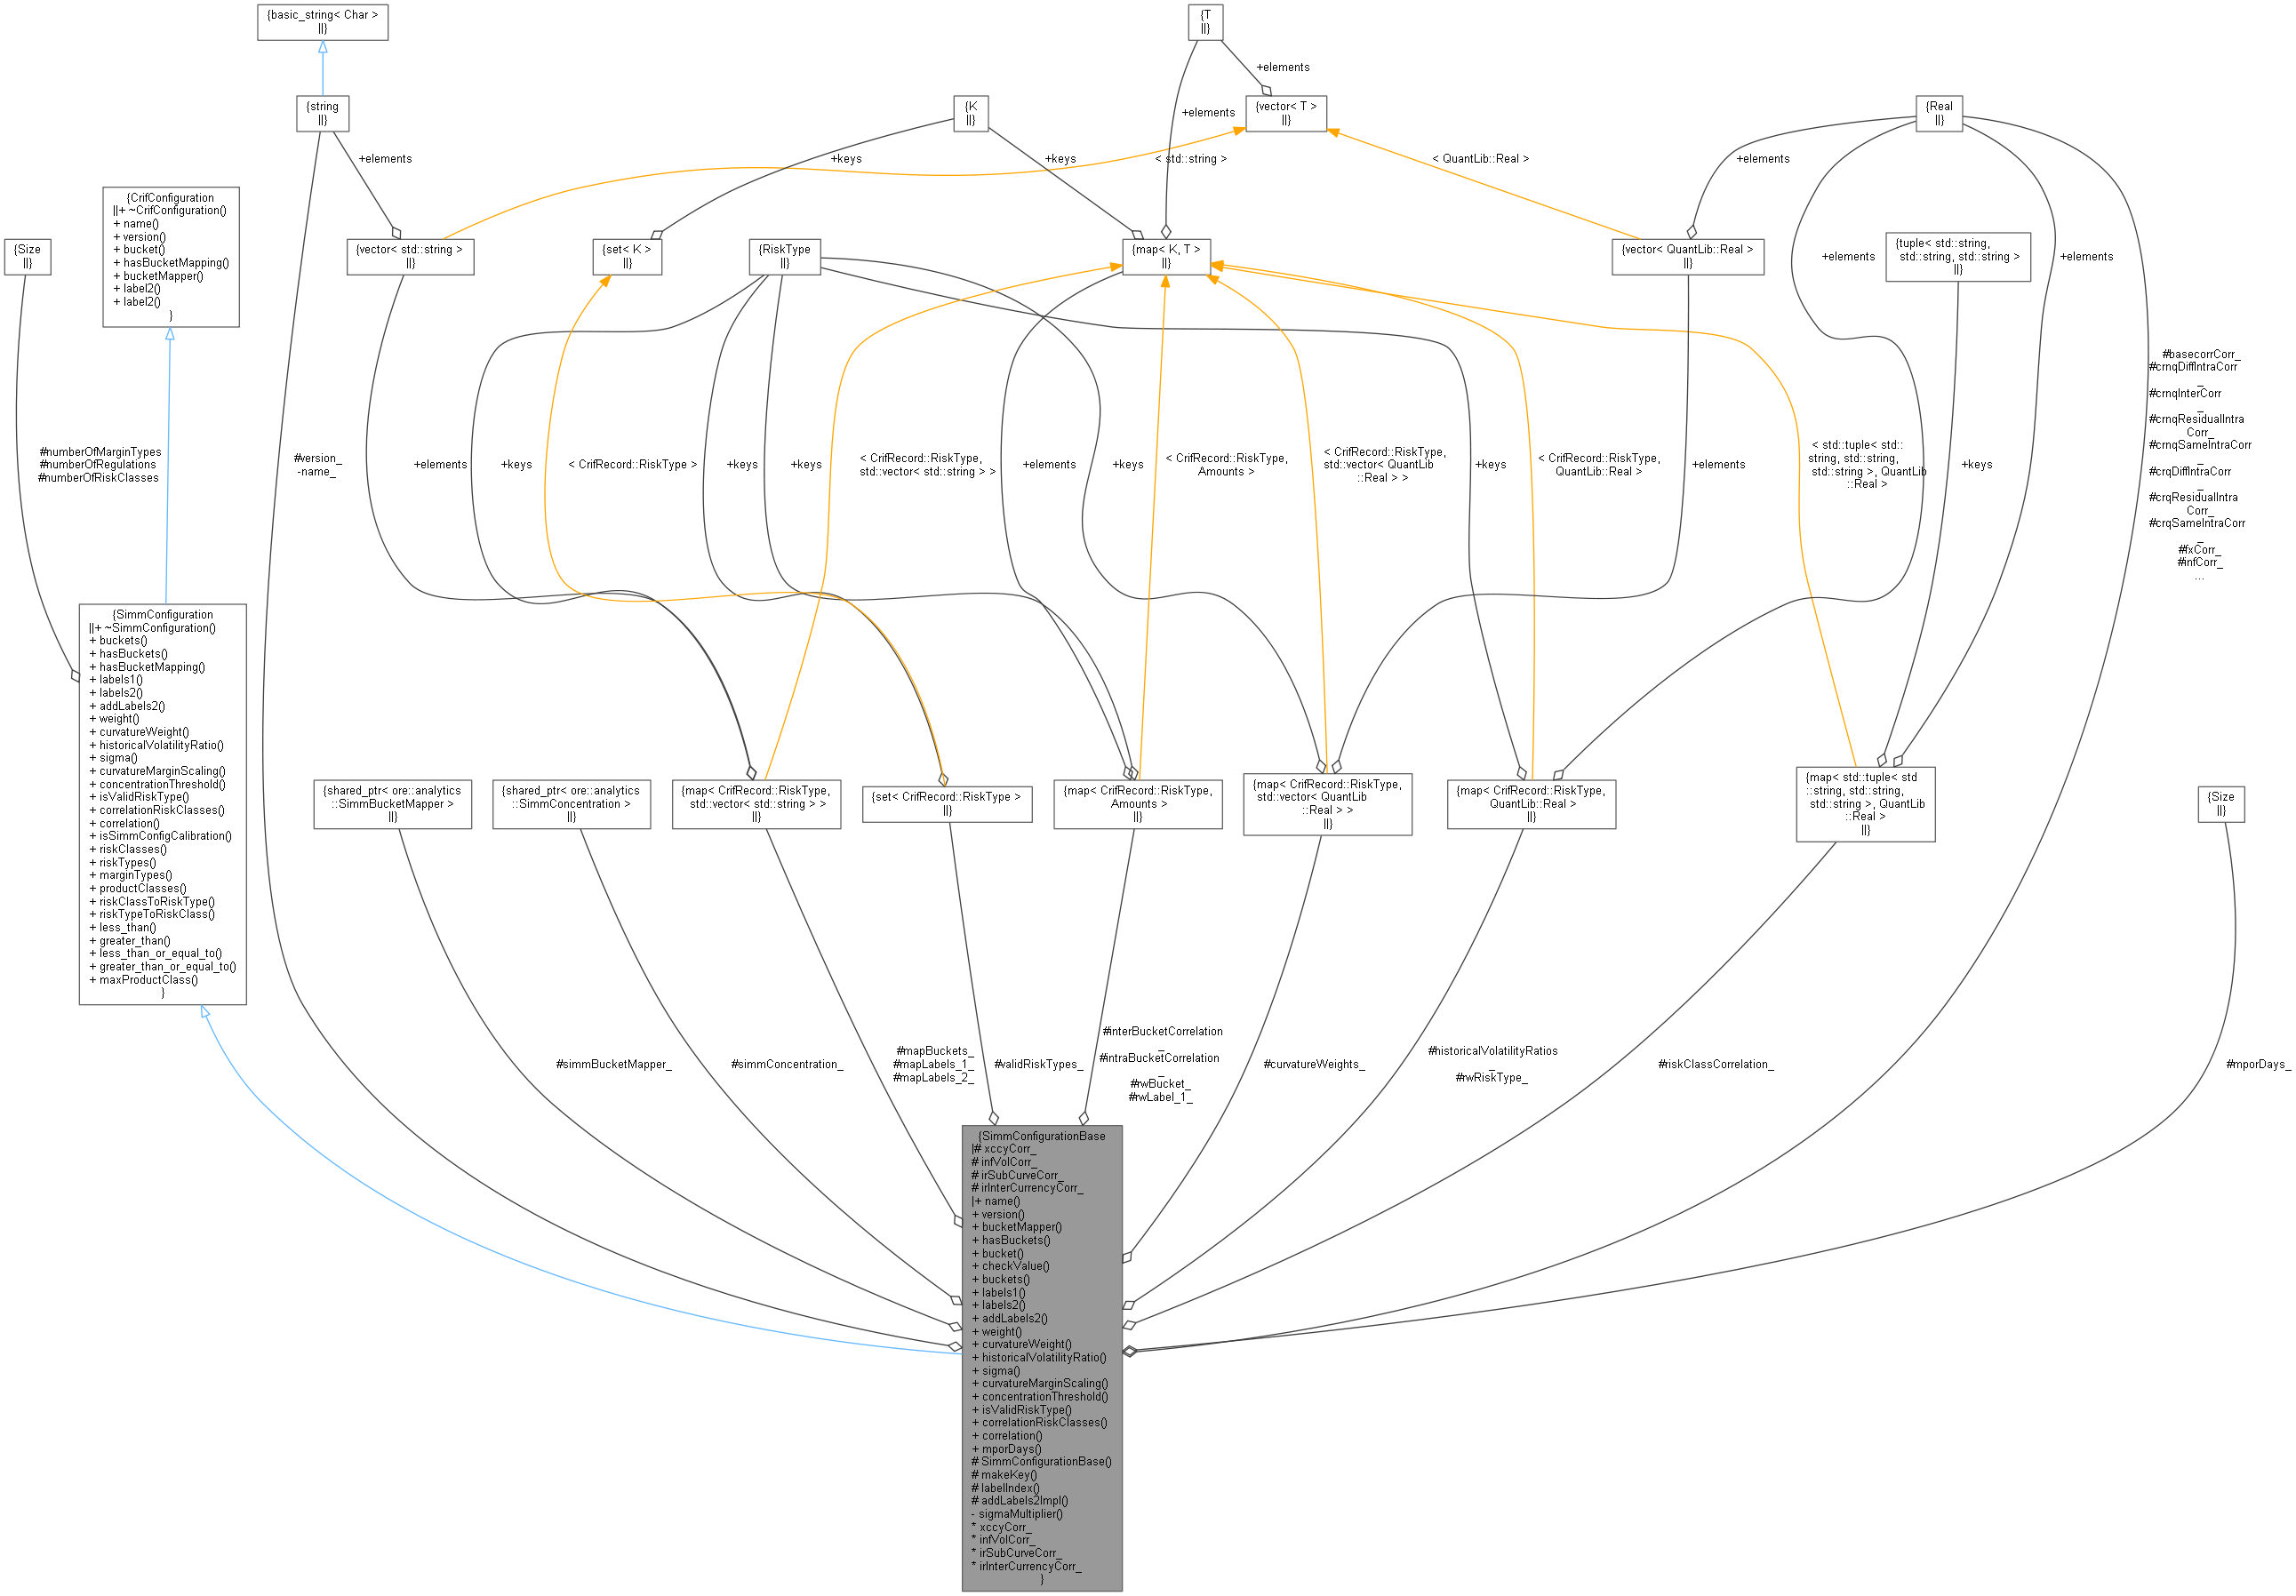 {basic_string< Char >
||}
{T
||}
+elements
{string
||}
{K
||}
+elements
{vector< T >
||}
{Real
||}
+elements
+keys
+keys
< std::string >
< QuantLib::Real >
+elements
{CrifConfiguration
||+ ~CrifConfiguration()
+ name()
+ version()
+ bucket()
+ hasBucketMapping()
+ bucketMapper()
+ label2()
+ label2()
}
{Size
||}
{vector< std::string >
||}
{set< K >
||}
{RiskType
||}
{map< K, T >
||}
{vector< QuantLib::Real >
||}
+elements
{tuple< std::string,
std::string, std::string >
||}
+elements
#numberOfMarginTypes
#numberOfRegulations
#numberOfRiskClasses
#version_
-name_
+elements
+keys
< CrifRecord::RiskType >
+keys
+keys
< CrifRecord::RiskType,
std::vector< std::string > >
+elements
+keys
< CrifRecord::RiskType,
Amounts >
< CrifRecord::RiskType,
std::vector< QuantLib
::Real > >
+keys
< CrifRecord::RiskType,
QuantLib::Real >
+elements
< std::tuple< std::
string, std::string,
std::string >, QuantLib
::Real >
+keys
#basecorrCorr_
#crnqDiffIntraCorr
_
#crnqInterCorr
_
#crnqResidualIntra
Corr_
#crnqSameIntraCorr
_
#crqDiffIntraCorr
_
#crqResidualIntra
Corr_
#crqSameIntraCorr
_
#fxCorr_
#infCorr_
...
{SimmConfiguration
||+ ~SimmConfiguration()
+ buckets()
+ hasBuckets()
+ hasBucketMapping()
+ labels1()
+ labels2()
+ addLabels2()
+ weight()
+ curvatureWeight()
+ historicalVolatilityRatio()
+ sigma()
+ curvatureMarginScaling()
+ concentrationThreshold()
+ isValidRiskType()
+ correlationRiskClasses()
+ correlation()
+ isSimmConfigCalibration()
+ riskClasses()
+ riskTypes()
+ marginTypes()
+ productClasses()
+ riskClassToRiskType()
+ riskTypeToRiskClass()
+ less_than()
+ greater_than()
+ less_than_or_equal_to()
+ greater_than_or_equal_to()
+ maxProductClass()
}
{shared_ptr< ore::analytics
::SimmBucketMapper >
||}
{shared_ptr< ore::analytics
::SimmConcentration >
||}
{map< CrifRecord::RiskType,
std::vector< std::string > >
||}
{set< CrifRecord::RiskType >
||}
{map< CrifRecord::RiskType,
Amounts >
||}
{map< CrifRecord::RiskType,
std::vector< QuantLib
::Real > >
||}
{map< CrifRecord::RiskType,
QuantLib::Real >
||}
{map< std::tuple< std
::string, std::string,
std::string >, QuantLib
::Real >
||}
{Size
||}
#simmBucketMapper_
#simmConcentration_
#mapBuckets_
#mapLabels_1_
#mapLabels_2_
#validRiskTypes_
#interBucketCorrelation
_
#intraBucketCorrelation
_
#rwBucket_
#rwLabel_1_
#curvatureWeights_
#historicalVolatilityRatios
_
#rwRiskType_
#riskClassCorrelation_
#mporDays_
{SimmConfigurationBase
|# xccyCorr_
# infVolCorr_
# irSubCurveCorr_
# irInterCurrencyCorr_
|+ name()
+ version()
+ bucketMapper()
+ hasBuckets()
+ bucket()
+ checkValue()
+ buckets()
+ labels1()
+ labels2()
+ addLabels2()
+ weight()
+ curvatureWeight()
+ historicalVolatilityRatio()
+ sigma()
+ curvatureMarginScaling()
+ concentrationThreshold()
+ isValidRiskType()
+ correlationRiskClasses()
+ correlation()
+ mporDays()
# SimmConfigurationBase()
# makeKey()
# labelIndex()
# addLabels2Impl()
- sigmaMultiplier()
* xccyCorr_
* infVolCorr_
* irSubCurveCorr_
* irInterCurrencyCorr_
}